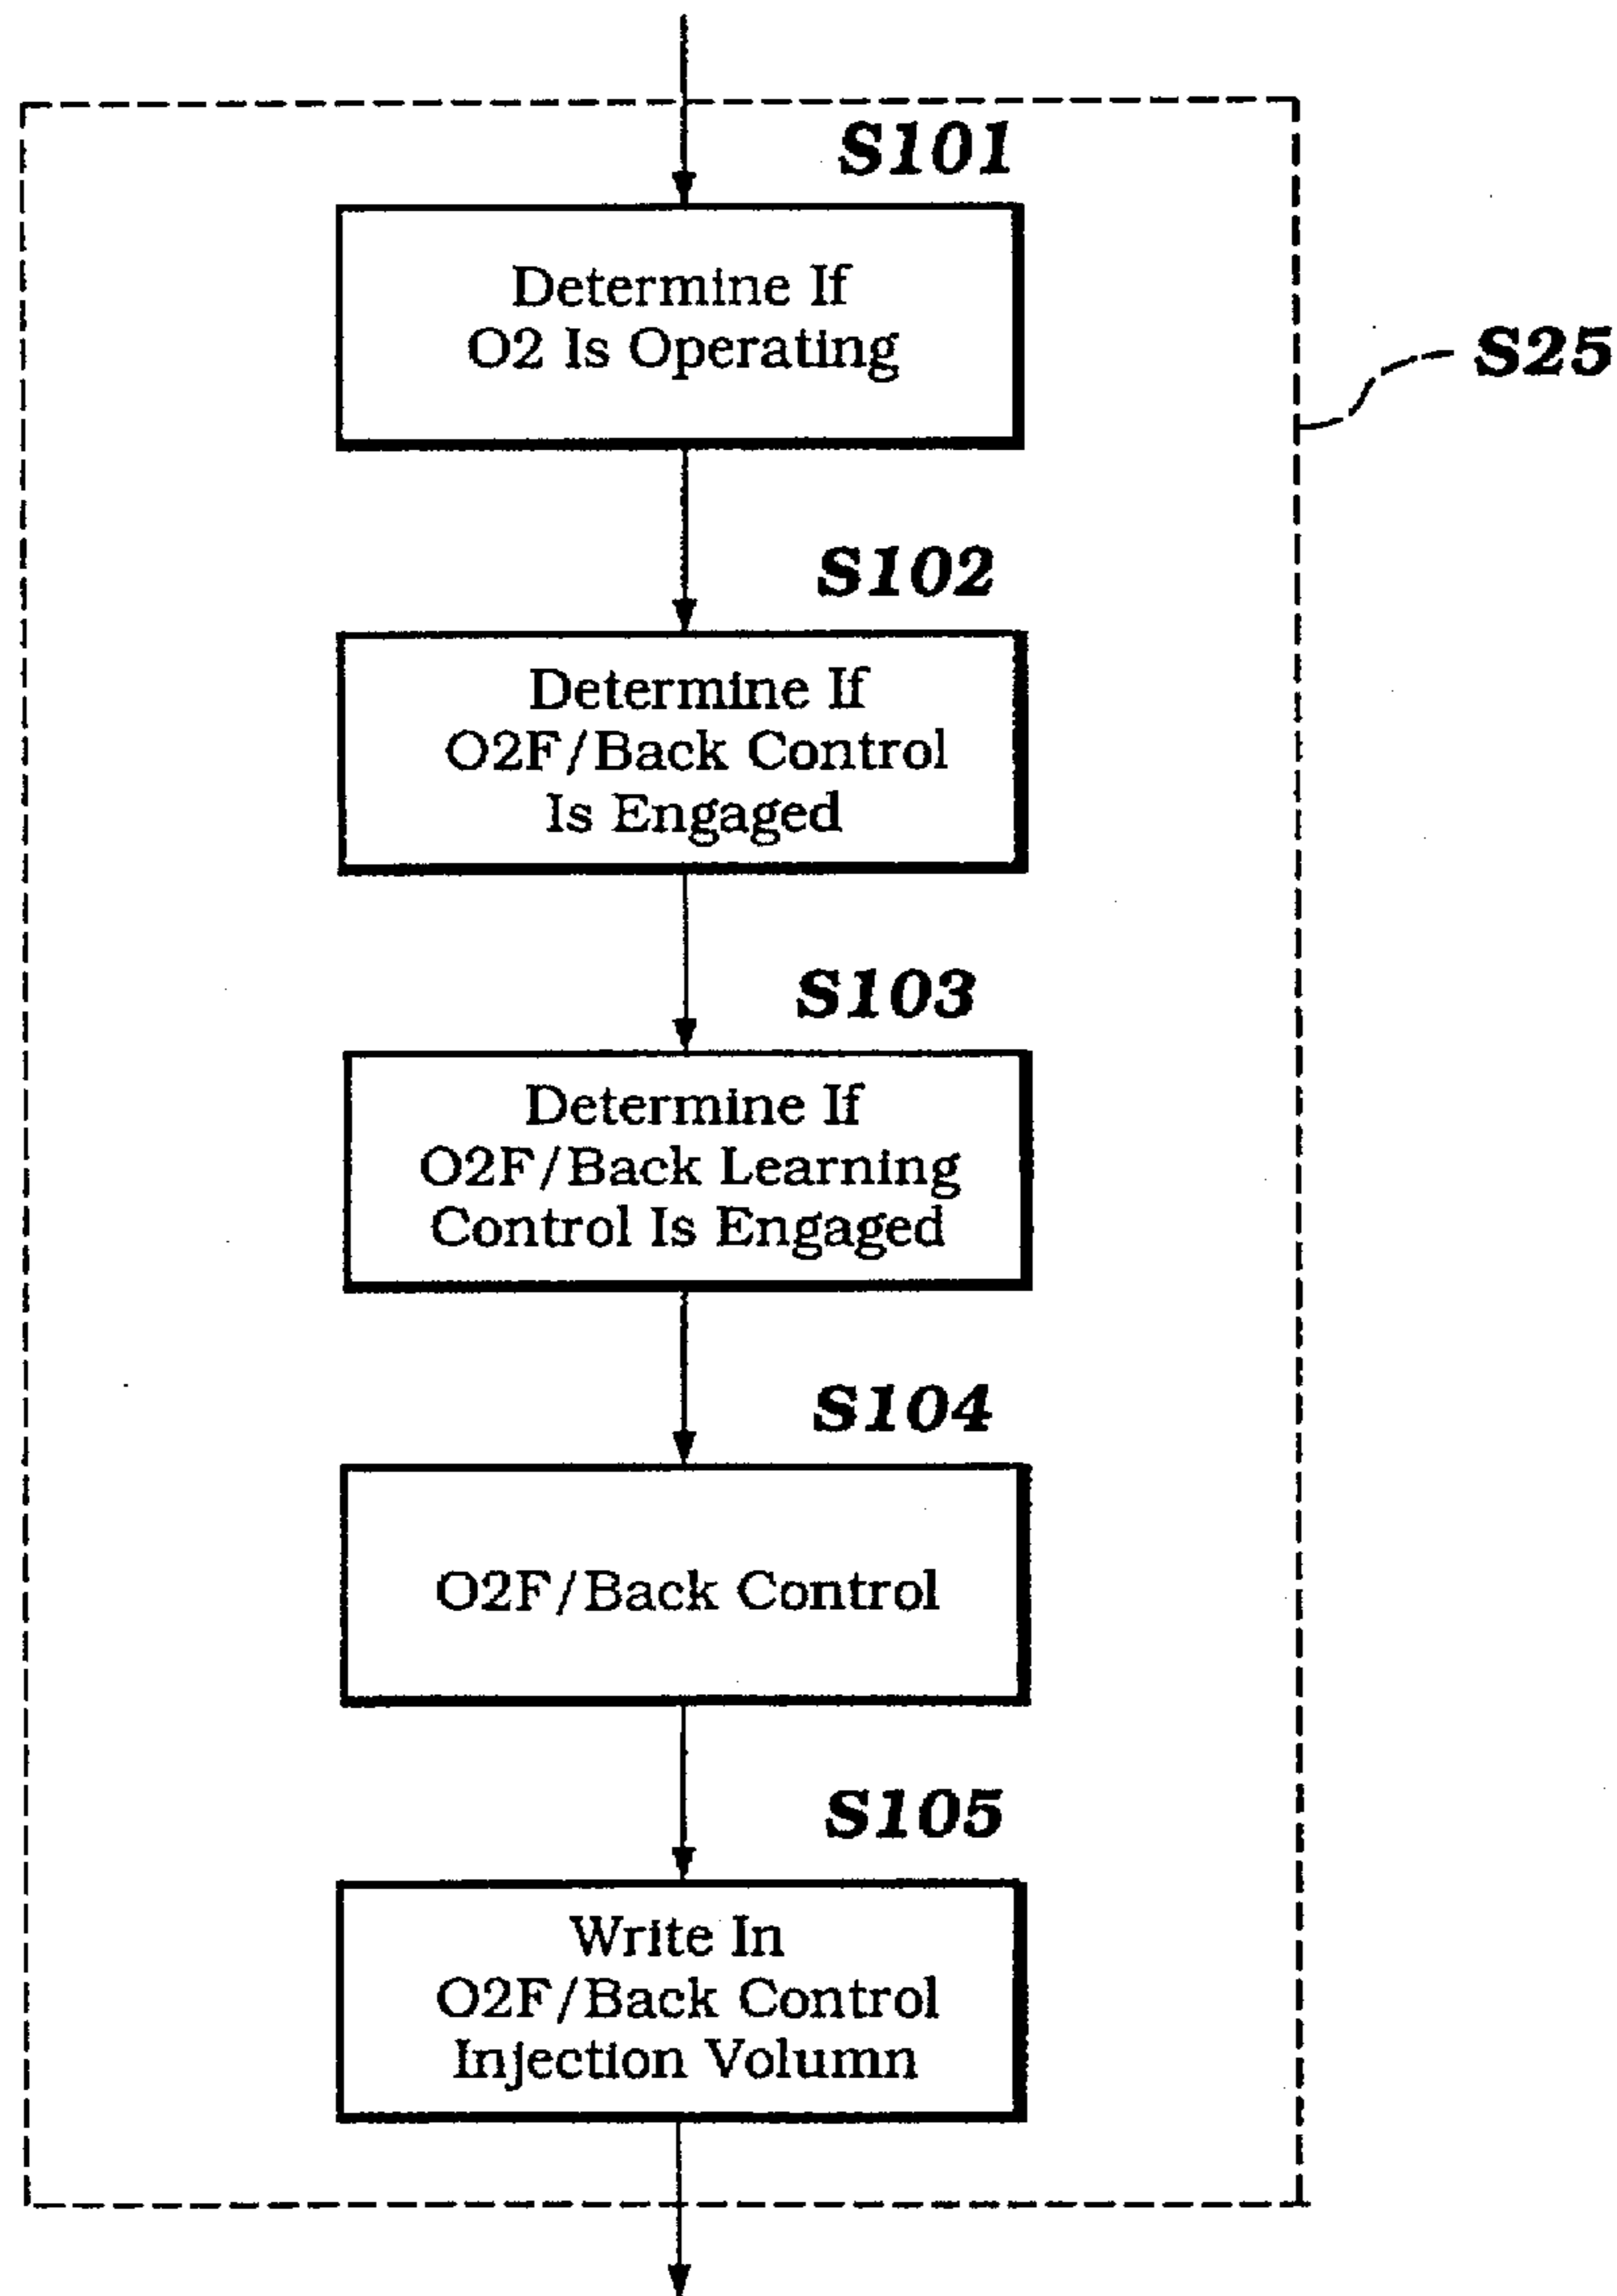 S101
Determine If
O2 Is Operating
S25
S102
Determine If
O2F/Back Control
Is Engaged
S103
Determine If
O2F/Back Learning
Control Is Engaged
S104
O2F/Back Control
S105
Write In
O2F/Back Control
Injection Volumn